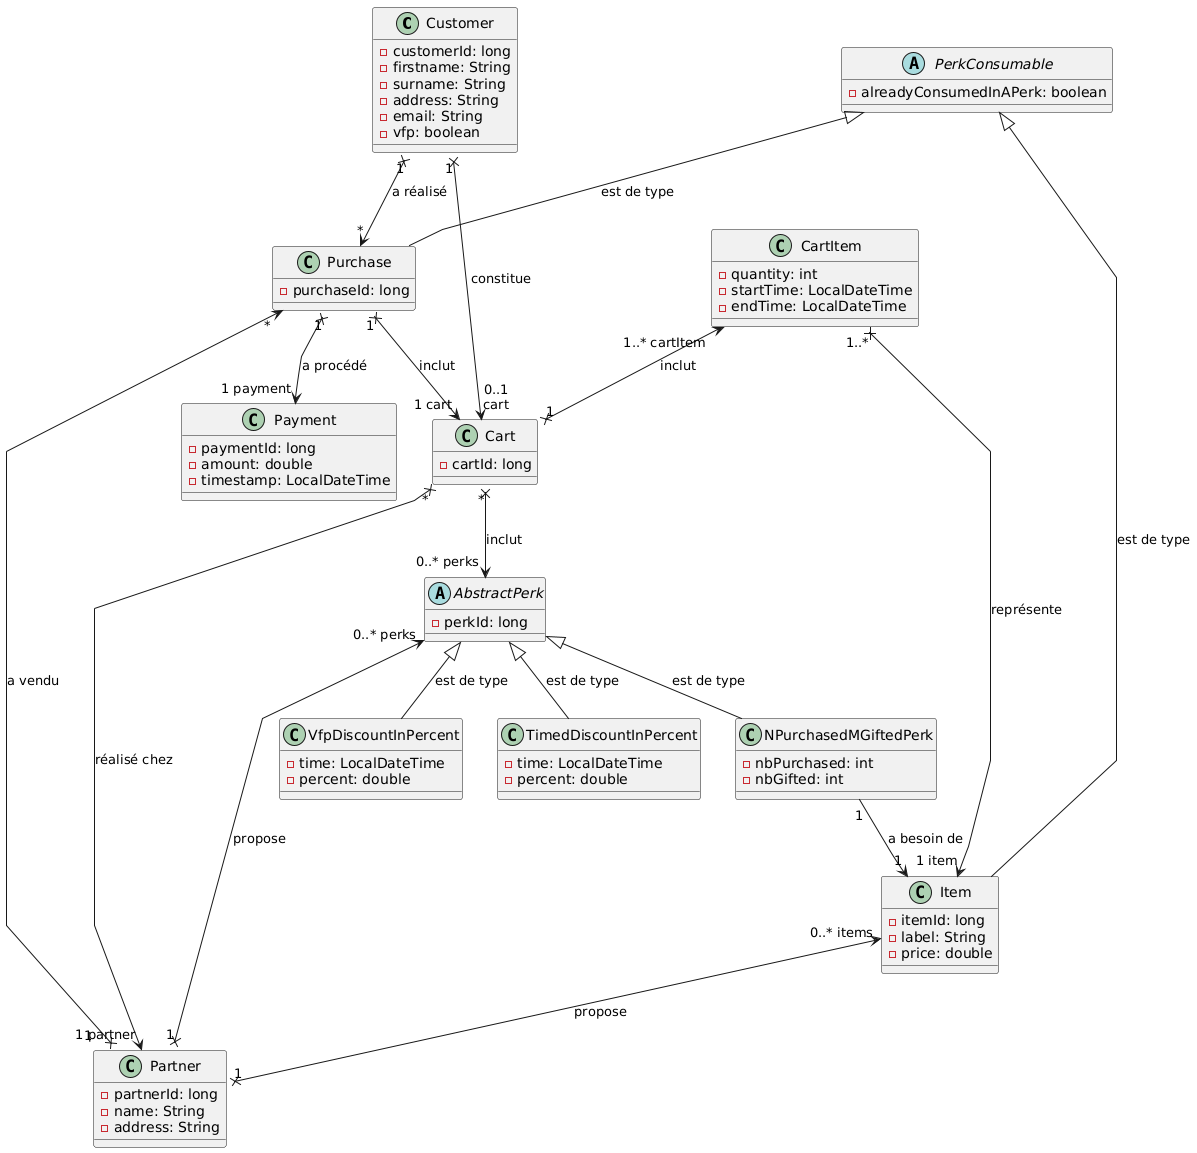 C Customer
customerId: long
firstname: String
surname: String
address: String
email: String
vfp: boolean
A PerkConsumable
alreadyConsumedInAPerk: boolean
1
1
a réalisé
est de type
*
C Purchase
purchaseId: long
C CartItem
quantity: int
startTime: LocalDateTime
endTime: LocalDateTime
constitue
*
1
1
1..*
1..* cartItem
a procédé
inclut
inclut
1 payment
0..1
cart
1 cart
1
C Payment
paymentId: long
amount: double
timestamp: LocalDateTime
C Cart
cartId: long
*
*
inclut
est de type
0..* perks
A AbstractPerk
perkId: long
représente
0..* perks
a vendu
est de type
est de type
est de type
C VfpDiscountInPercent
time: LocalDateTime
percent: double
C TimedDiscountInPercent
time: LocalDateTime
percent: double
C NPurchasedMGiftedPerk
nbPurchased: int
nbGifted: int
réalisé chez
1
propose
a besoin de
1
1 item
C Item
itemId: long
label: String
price: double
0..* items
propose
1
1 partner
1
1
C Partner
partnerId: long
name: String
address: String